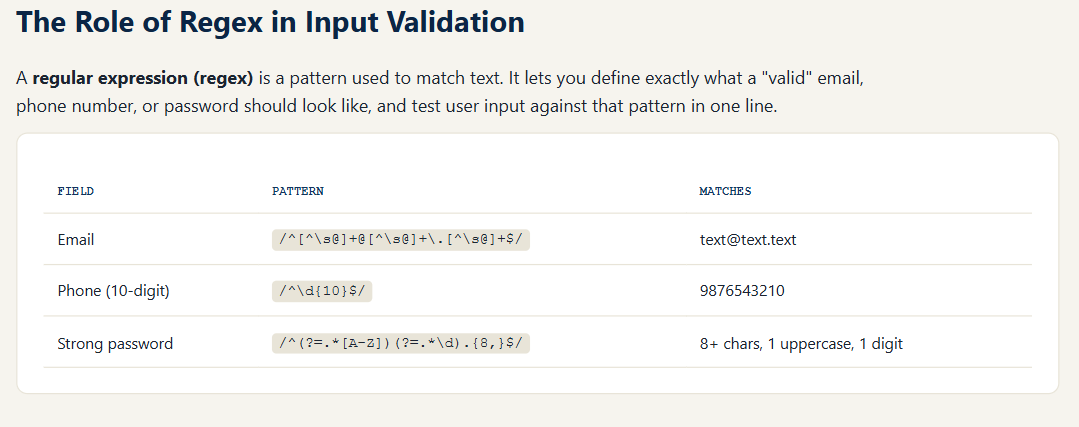 The Role of Regex in Input Validation
A regular expression (regex) is a pattern used to match text. It lets you define exactly what a "valid" email,
phone number, or password should look like, and test user input against that pattern in one line.
FIELD PATTERN MATCHES
Email /^[^\s@]+@[^\s@]+\.[^\s@]+$/ text@text.text
Phone (10-digit) /^\d{10}$/ 9876543210
Strong password /^(?=.*[A-Z])(?=.*\d).{8,}$/ 8+ chars, 1 uppercase, 1 digit